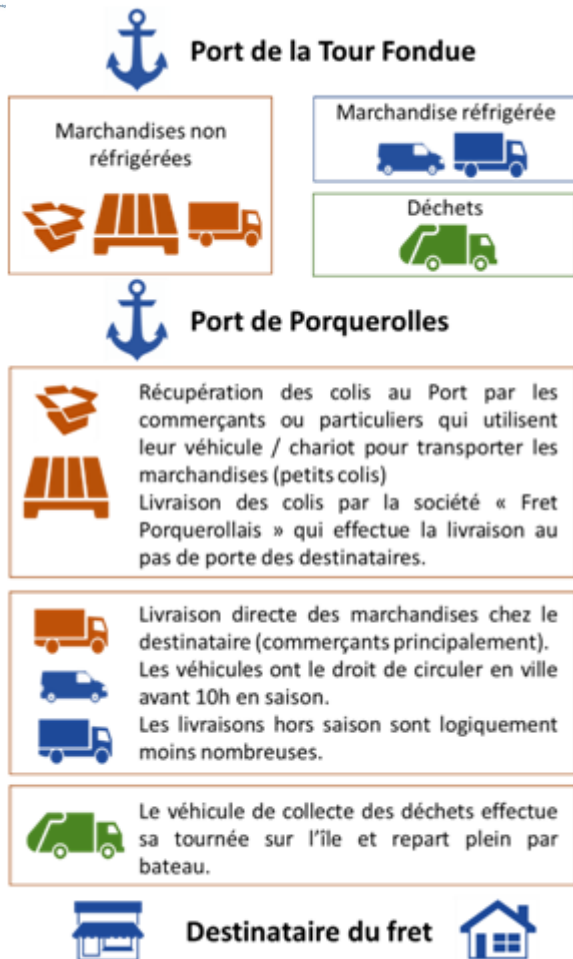 Port de la Tour Fondue
Marchandises non
réfrigérées
Marchandise réfrigérée
Déchets
Port de Porquerolles
Récupération des colis au Port par les
commerçants ou particuliers qui utilisent
leur véhicule / chariot pour transporter les
marchandises (petits colis)
Livraison des colis par la société « Fret
Porquerollais » qui effectue la livraison au
pas de porte des destinataires.
Livraison directe des marchandises chez le
destinataire (commerçants principalement).
Les véhicules ont le droit de circuler en ville
avant 10h en saison.
Les livraisons hors saison sont logiquement
moins nombreuses.
Le véhicule de collecte des déchets effectue
sa tournée sur l’île et repart plein par
bateau.
Destinataire du fret